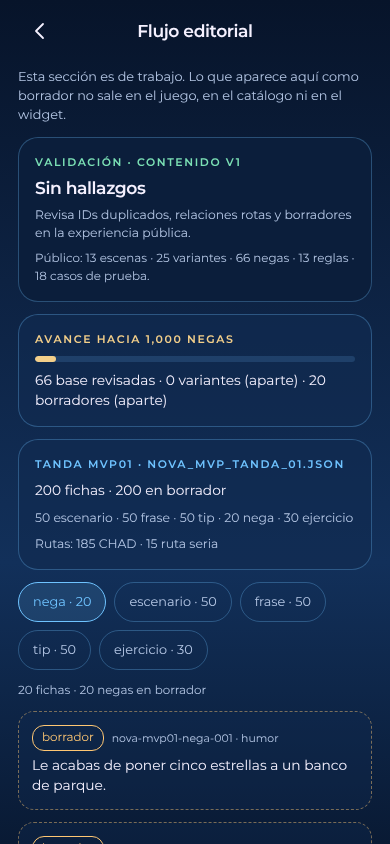 Flujo editorial
Esta sección es de trabajo. Lo que aparece aquí como
borrador no sale en el juego, en el catálogo ni en el
widget.
VALIDACIÓN · CONTENIDO V1
Sin hallazgos
Revisa IDs duplicados, relaciones rotas y borradores
en la experiencia pública.
Público: 13 escenas · 25 variantes · 66 negas · 13 reglas ·
18 casos de prueba.
AVANCE HACIA 1,000 NEGAS
66 base revisadas · 0 variantes (aparte) · 20
borradores (aparte)
TANDA MVP01 · NOVA_MVP_TANDA_01.JSON
200 fichas · 200 en borrador
50 escenario · 50 frase · 50 tip · 20 nega · 30 ejercicio
Rutas: 185 CHAD · 15 ruta seria
nega · 20
escenario · 50
frase · 50
tip · 50
ejercicio · 30
20 fichas · 20 negas en borrador
borrador
nova-mvp01-nega-001 · humor
Le acabas de poner cinco estrellas a un banco
de parque.